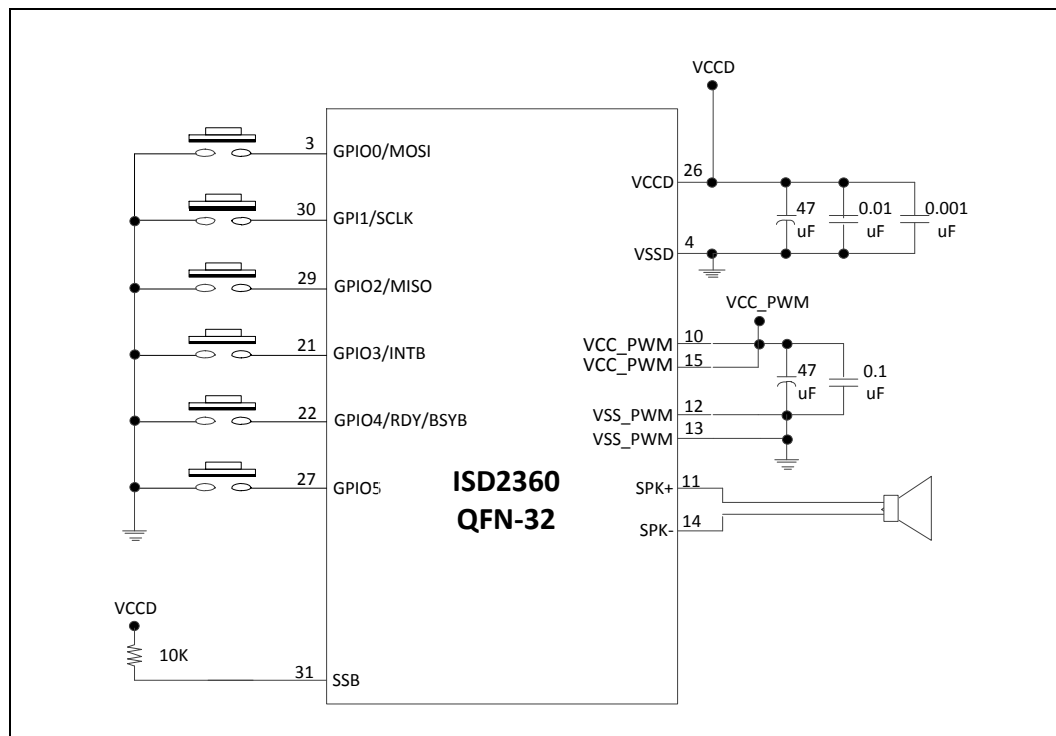 VCCD
3
GPIO0/MOSI
30
GPI1/SCLK
29
GPIO2/MISO
21
GPIO3/INTB
22
GPIO4/RDY/BSYB
27
GPIO5
VCCD
10K
31
SSB
ISD2360
QFN-32
26
VCCD
47
uF
0.01
uF
0.001
uF
4
VSSD
VCC_PWM
10
VCC_PWM
15
VCC_PWM
47
uF
0.1
uF
12
VSS_PWM
13
VSS_PWM
11
SPK+
14
SPK-